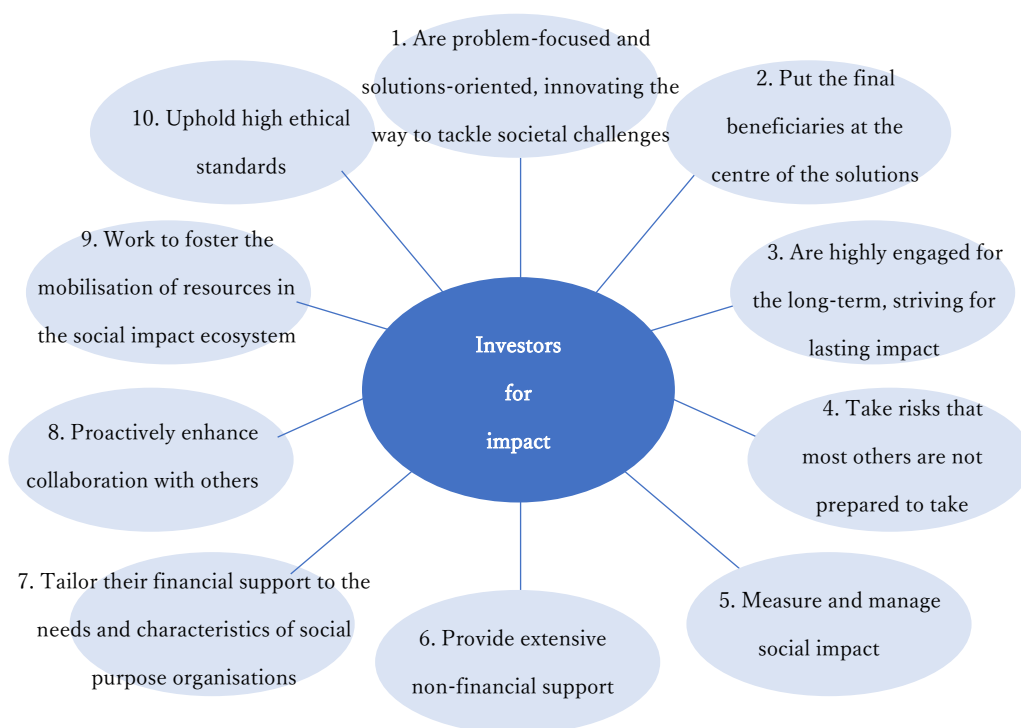 1. Are problem-focused and
solutions-oriented, innovating the
way to tackle societal challenges
2. Put the final
beneficiaries at the
centre of the solutions
3. Are highly engaged for
the long-term, striving for
lasting impact
4. Take risks that
most others are not
prepared to take
5. Measure and manage
social impact
6. Provide extensive
non-financial support
7. Tailor their financial support to the
needs and characteristics of social
purpose organisations
8. Proactively enhance
collaboration with others
9. Work to foster the
mobilisation of resources in
the social impact ecosystem
10. Uphold high ethical
standards
Investors
for
impact